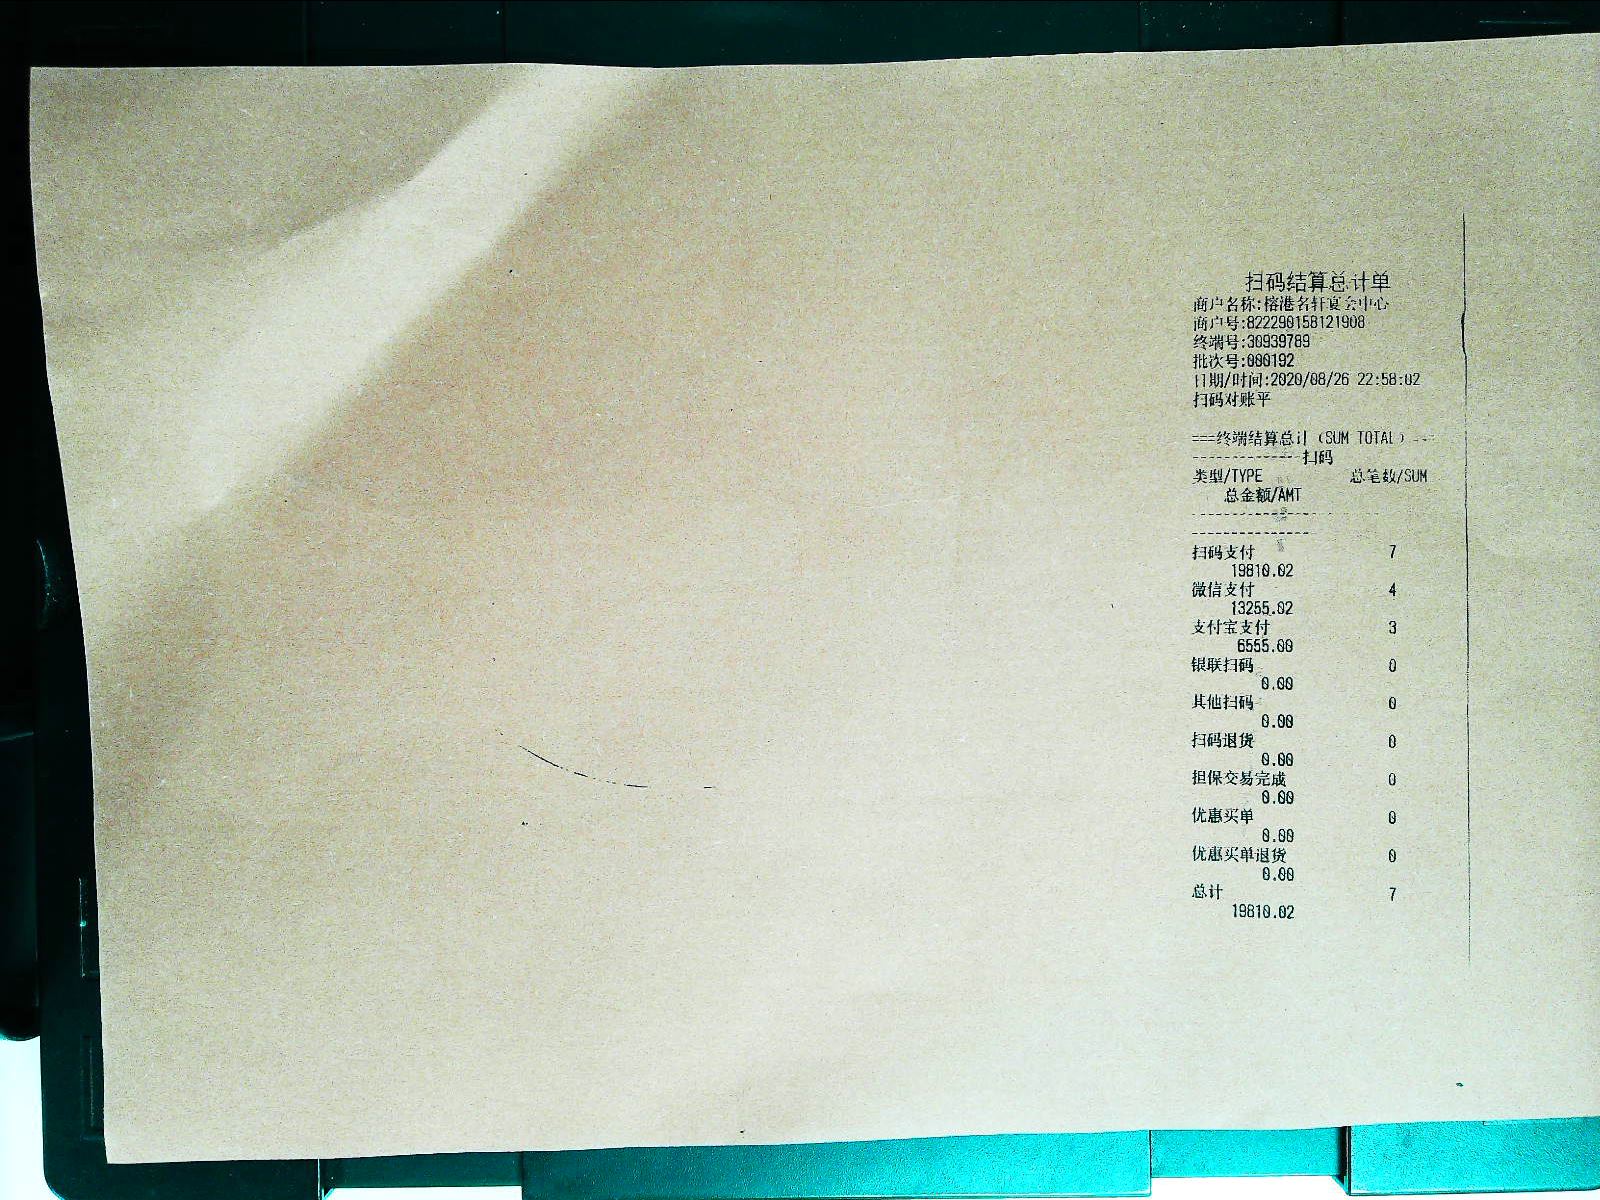 扫码结算总计单
商户名称:榕港名轩宴会中心
商户号:822290158121908
终端号:30939789
批次号:000192
日期/时间:2020/08/26 22:58:02
扫码对账平
===终端结算总计（SUM TOTAL）===
-------------扫码
类型/TYPE 总笔数/SUM
总金额/AMT
扫码支付 7
19810.02
微信支付 4
13255.02
支付宝支付 3
6555.00
银联扫码 0
0.00
其他扫码 0
0.00
扫码退货 0
0.00
担保交易完成 0
0.00
优惠买单 0
0.00
优惠买单退货 0
0.00
总计 7
19810.02